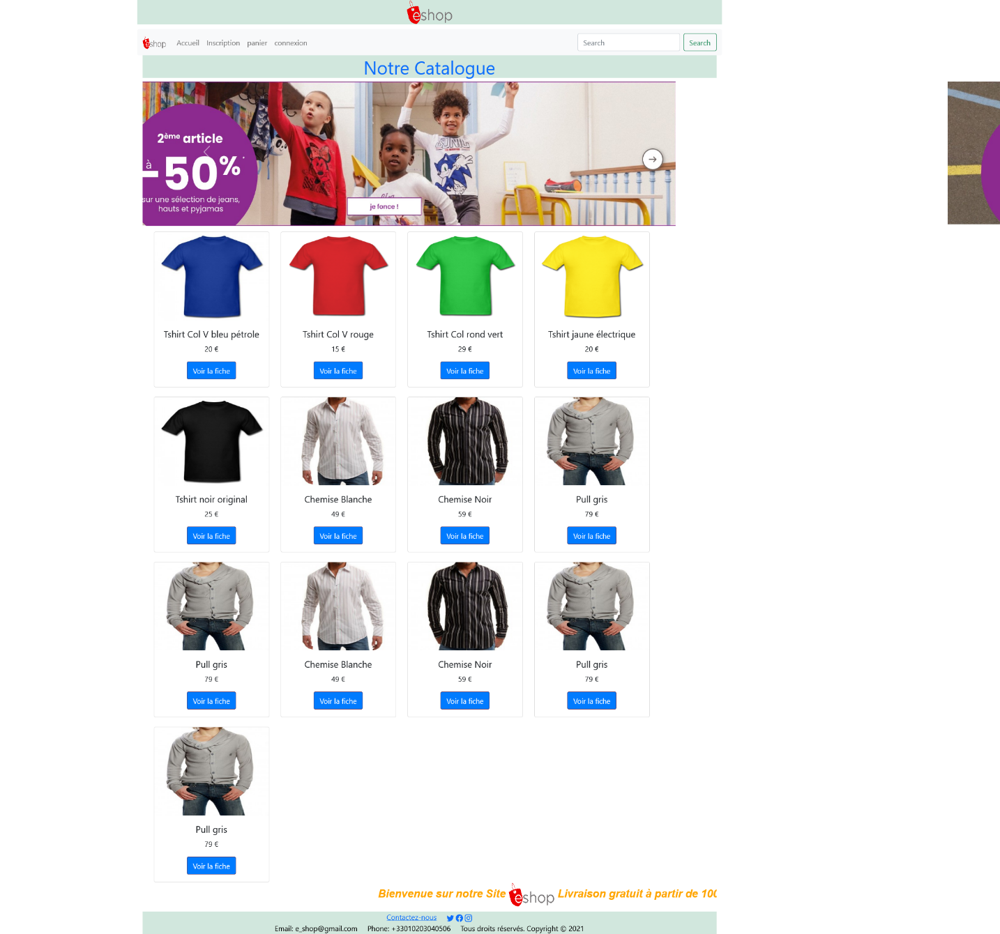 eshop
eshop Accueil Inscription panier connexion Search Search
Notre Catalogue
2ème article
à
-50%*
sur une sélection de jeans,
hauts et pyjamas
je fonce !
Tshirt Col V bleu pétrole
20 €
Voir la fiche
Tshirt Col V rouge
15 €
Voir la fiche
Tshirt Col rond vert
29 €
Voir la fiche
Tshirt jaune électrique
20 €
Voir la fiche
Tshirt noir original
25 €
Voir la fiche
Chemise Blanche
49 €
Voir la fiche
Chemise Noir
59 €
Voir la fiche
Pull gris
79 €
Voir la fiche
Pull gris
79 €
Voir la fiche
Chemise Blanche
49 €
Voir la fiche
Chemise Noir
59 €
Voir la fiche
Pull gris
79 €
Voir la fiche
Pull gris
79 €
Voir la fiche
Bienvenue sur notre Site eshop Livraison gratuit à partir de 100
Contactez-nous
Email: e_shop@gmail.com Phone: +33010203040506 Tous droits réservés. Copyright © 2021